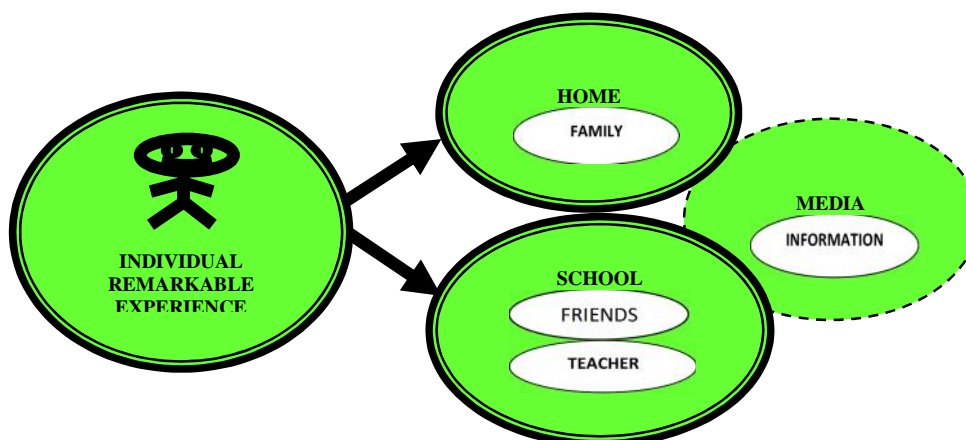 INDIVIDUAL
REMARKABLE
EXPERIENCE
HOME
FAMILY
SCHOOL
FRIENDS
TEACHER
MEDIA
INFORMATION